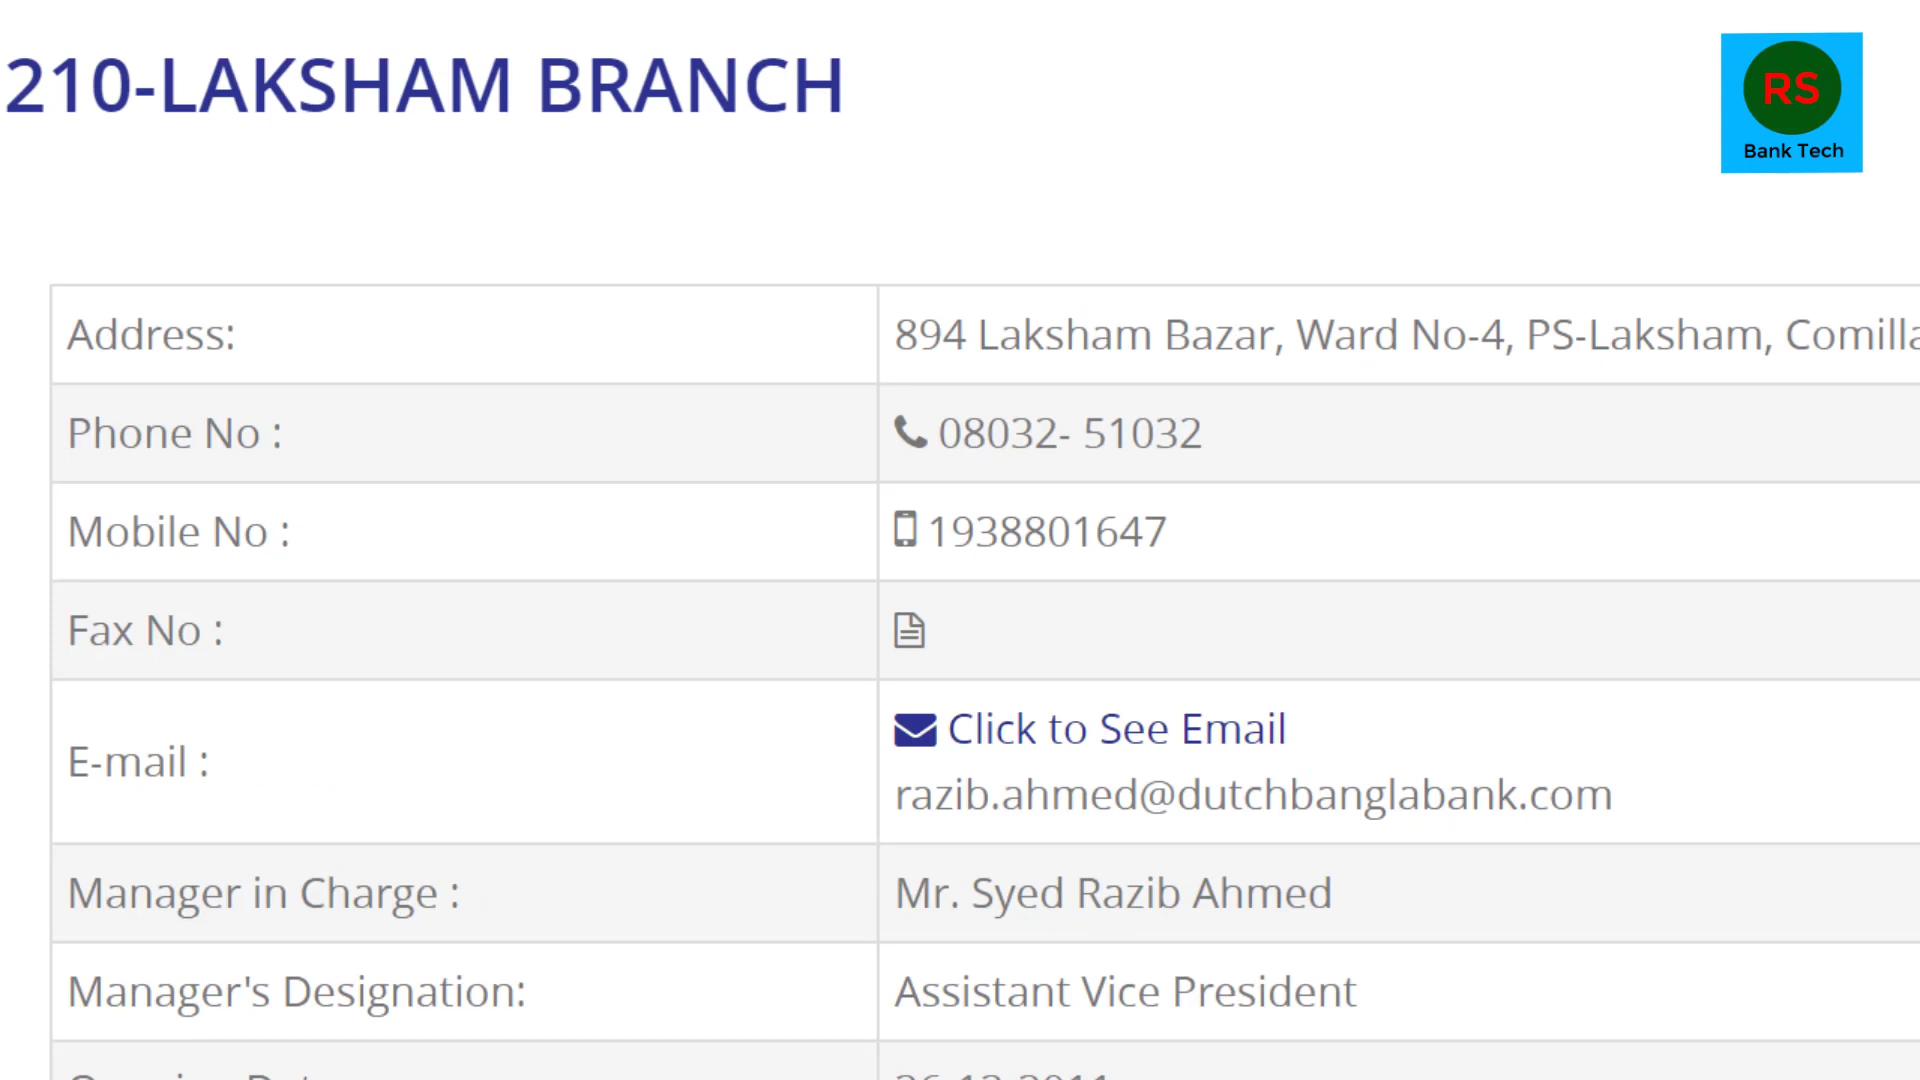 210-LAKSHAM BRANCH
RS
Bank Tech
Address: 894 Laksham Bazar, Ward No-4, PS-Laksham, Comilla
Phone No : 08032- 51032
Mobile No : 1938801647
Fax No :
E-mail : Click to See Email
razib.ahmed@dutchbanglabank.com
Manager in Charge : Mr. Syed Razib Ahmed
Manager's Designation: Assistant Vice President